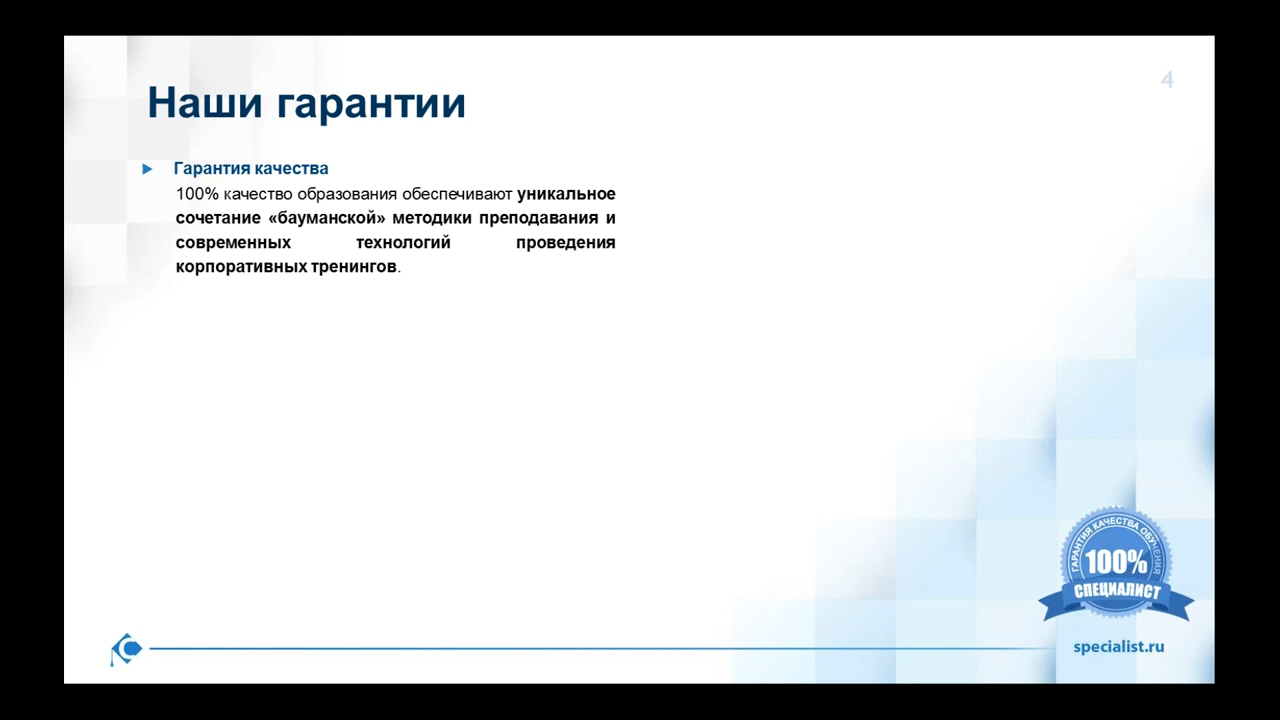 4
Наши гарантии
Гарантия качества
100% качество образования обеспечивают уникальное
сочетание «бауманской» методики преподавания и
современных технологий проведения
корпоративных тренингов.
ГАРАНТИЯ КАЧЕСТВА ОБУЧЕНИЯ
100%
СПЕЦИАЛИСТ
specialist.ru